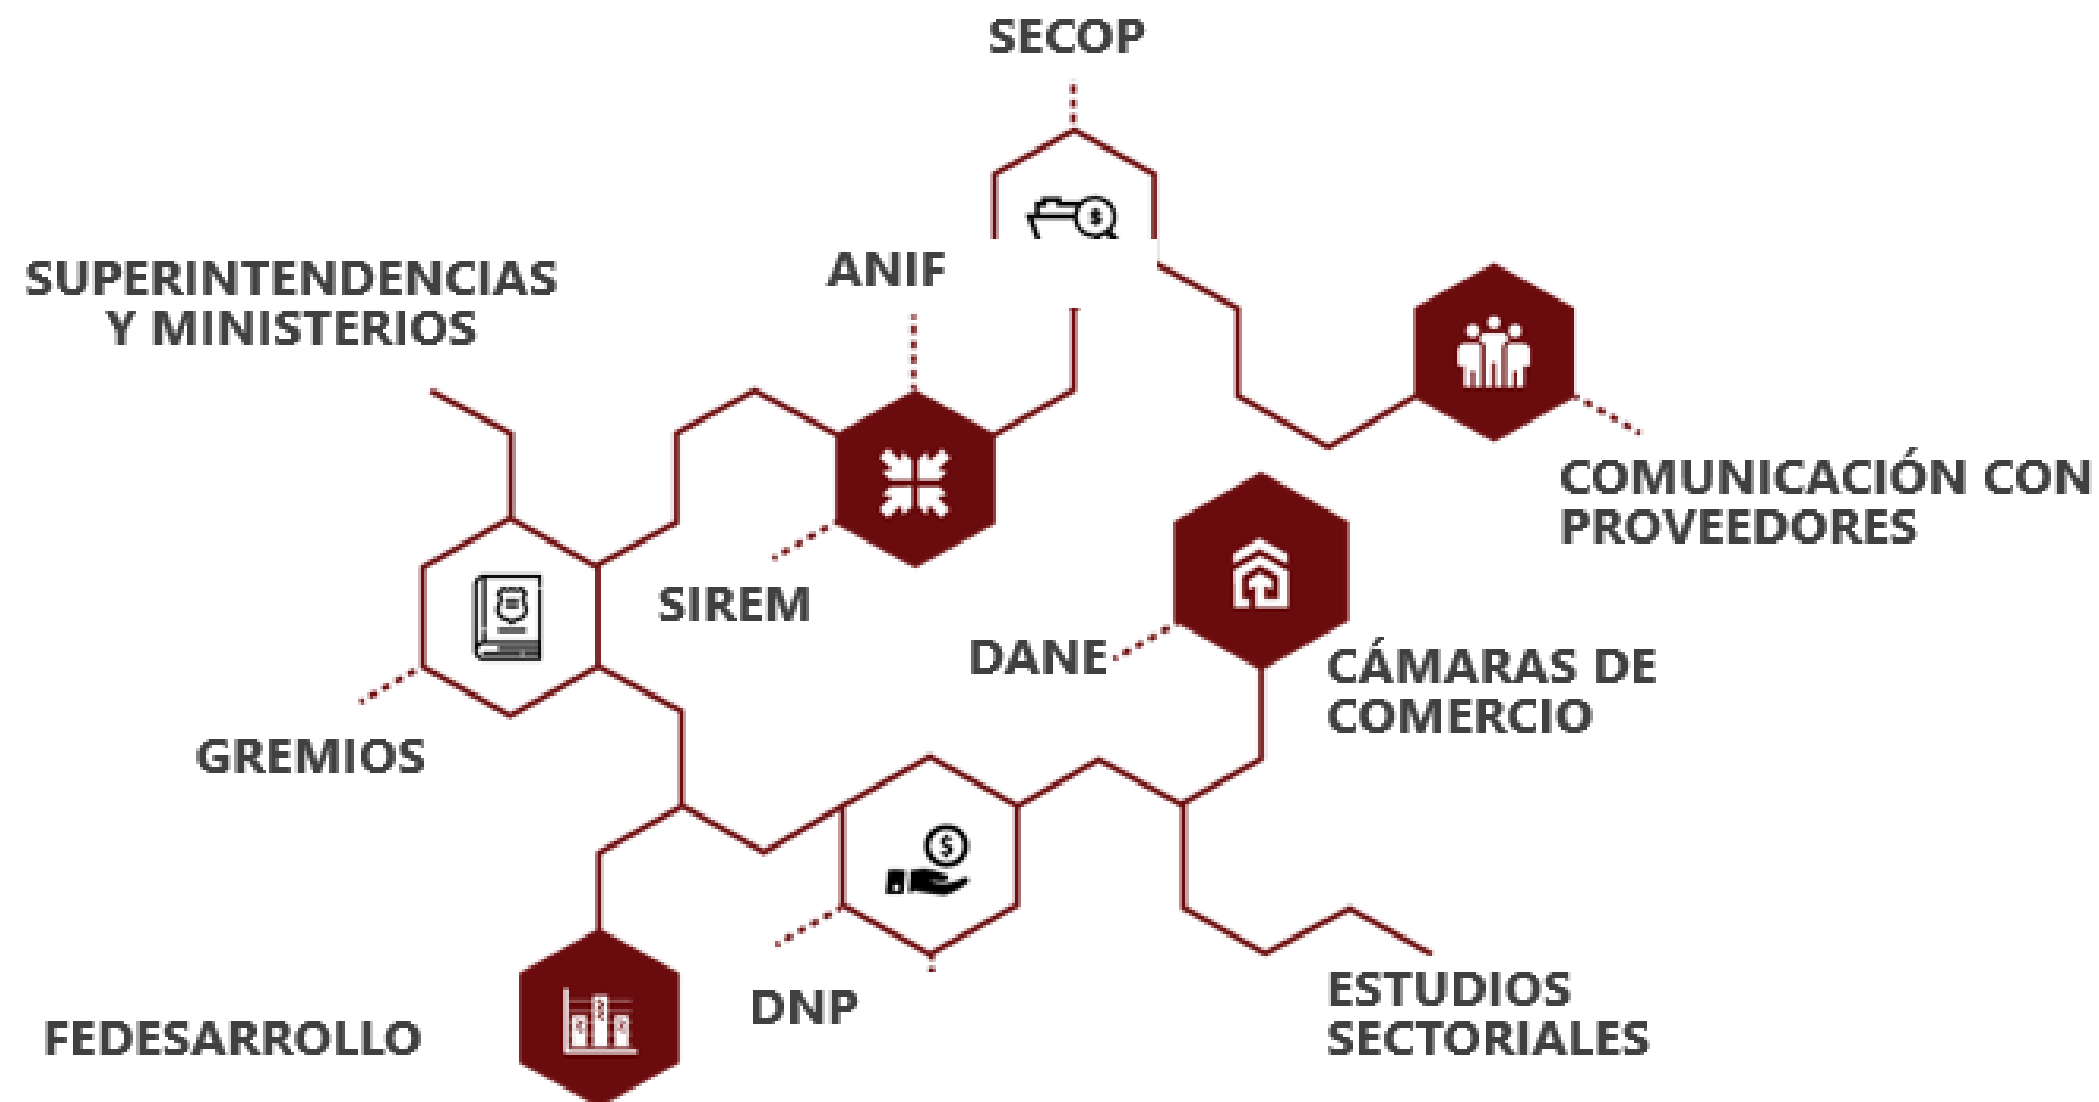 SECOP
ANIF
SUPERINTENDENCIAS
Y MINISTERIOS
COMUNICACIÓN CON
PROVEEDORES
SIREM
DANE
CÁMARAS DE
COMERCIO
GREMIOS
DNP
FEDESARROLLO
ESTUDIOS
SECTORIALES